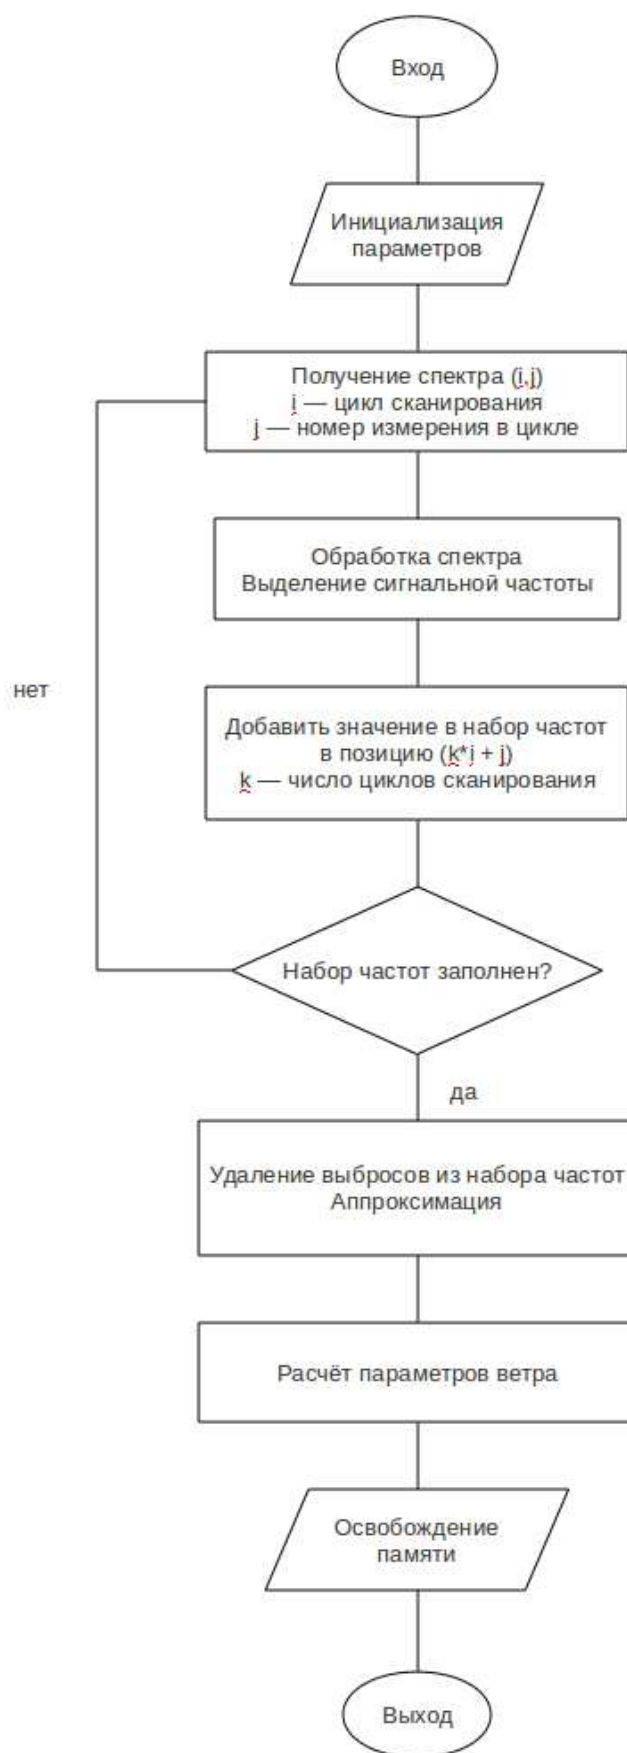 Вход
Инициализация
параметров
Получение спектра (i,j)
i — цикл сканирования
j — номер измерения в цикле
Обработка спектра
Выделение сигнальной частоты
нет
Добавить значение в набор частот
в позицию (k*i + j)
k — число циклов сканирования
Набор частот заполнен?
да
Удаление выбросов из набора частот
Аппроксимация
Расчёт параметров ветра
Освобождение
памяти
Выход